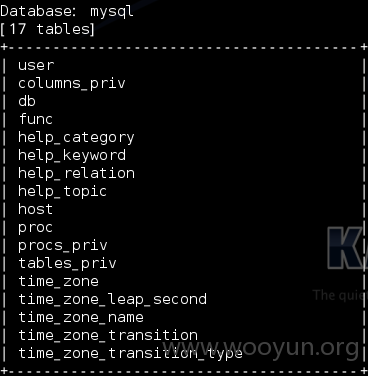 Database: mysql
[17 tables]
+---------------------------------------+
| user |
| columns_priv |
| db |
| func |
| help_category |
| help_keyword |
| help_relation |
| help_topic |
| host |
| proc |
| procs_priv |
| tables_priv |
| time_zone |
| time_zone_leap_second |
| time_zone_name |
| time_zone_transition |
| time_zone_transition_type |
+---------------------------------------+
K
The quie
www.wooyun.org